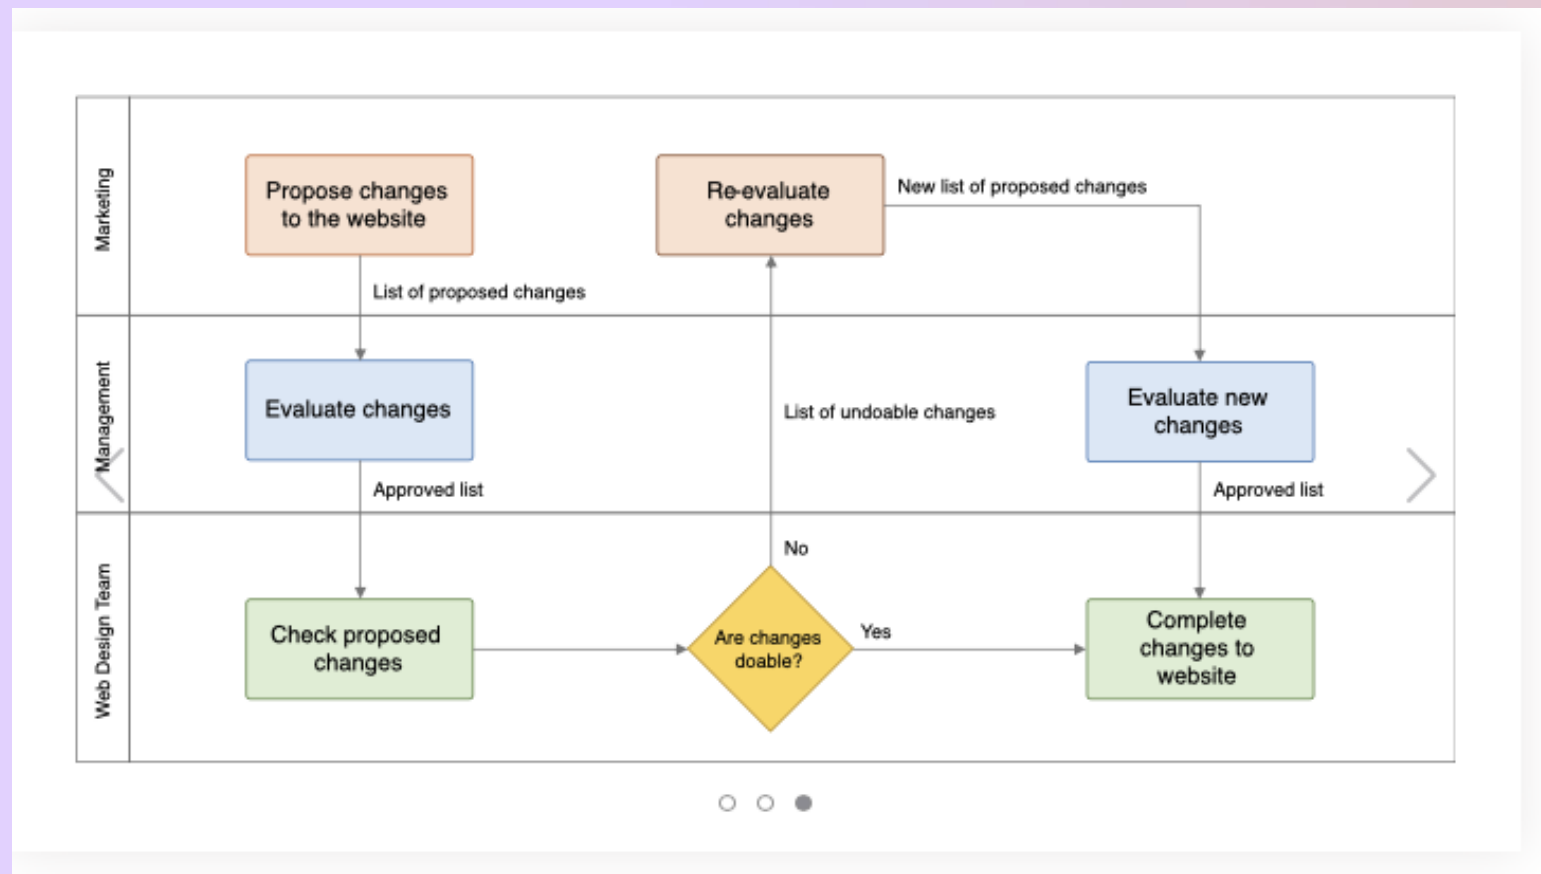 Marketing
Propose changes
to the website
Re-evaluate
changes
New list of proposed changes
List of proposed changes
Management
Evaluate changes
List of undoable changes
Evaluate new
changes
Approved list
Approved list
Web Design Team
No
Check proposed
changes
Are changes
doable?
Yes
Complete
changes to
website